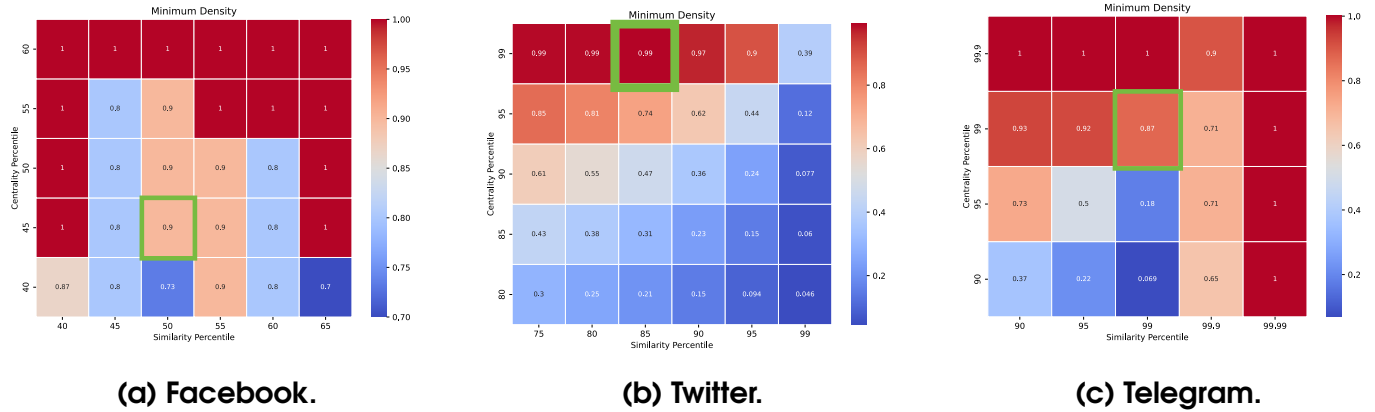 Minimum Density
60 1 1 1 1 1 1
55 1 0.8 0.9 1 1 1
50 1 0.8 0.9 0.9 0.8 1
45 1 0.8 0.9 0.9 0.8 1
40 0.87 0.8 0.73 0.9 0.8 0.7
40 45 50 55 60 65
Similarity Percentile
Centrality Percentile
1.00
0.95
0.90
0.85
0.80
0.75
0,70
(a) Facebook.
Minimum Density
99 0.99 0.99 0.99 0.97 0.9 0.39
95 0.85 0.81 0.74 0.62 0.44 0.12
90 0.61 0.55 0.47 0.36 0.24 0.077
85 0.43 0.38 0.31 0.23 0.15 0.06
80 0.3 0.25 0.21 0.15 0.094 0.046
75 80 85 90 95 99
Similarity Percentile
Centrality Percentile
0.8
0.6
0.4
0.2
(b) Twitter.
Minimum Density
99,9 1 1 1 0.9 1
99 0.93 0.92 0.87 0.71 1
95 0.73 0.5 0.18 0.71 1
90 0.37 0.22 0.069 0.65 1
90 95 99 99,9 99,99
Similarity Percentile
Centrality Percentile
1,0
0.8
0.6
0.4
0.2
(c) Telegram.